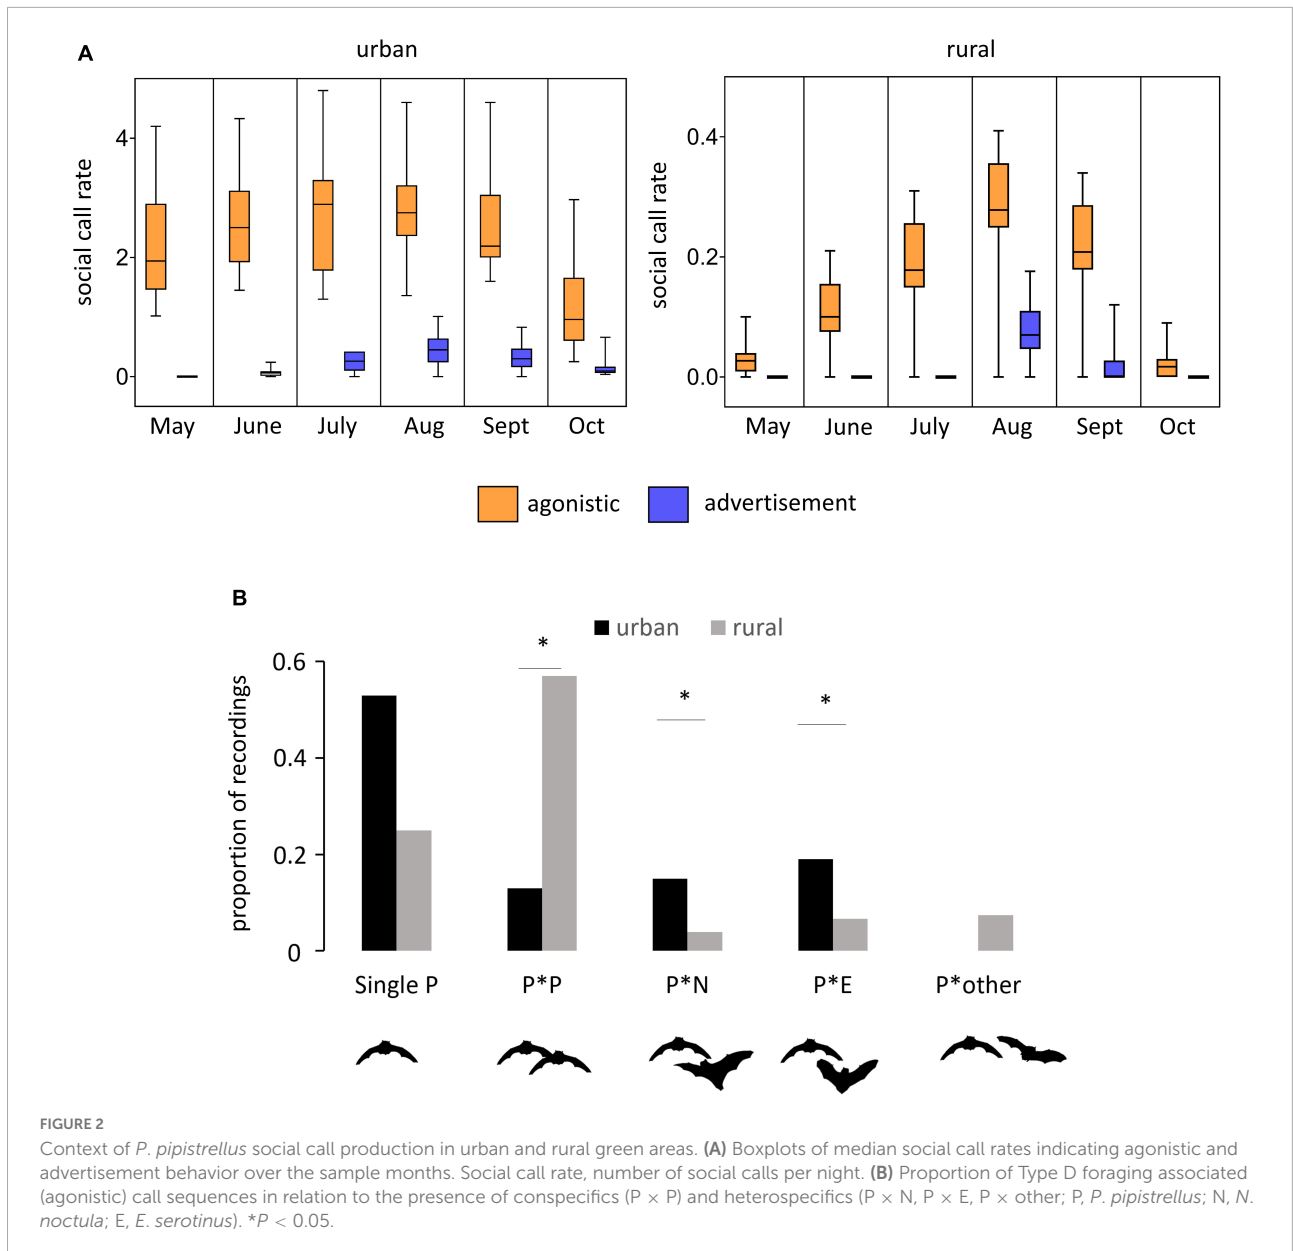 A
urban
rural
social call rate
4
2
0
May June July Aug Sept Oct
social call rate
0.4
0.2
0.0
May June July Aug Sept Oct
agonistic advertisement
B
urban rural
proportion of recordings
0.6
0.4
0.2
0
*
*
*
Single P P*P P*N P*E P*other
FIGURE 2
Context of P. pipistrellus social call production in urban and rural green areas. (A) Boxplots of median social call rates indicating agonistic and
advertisement behavior over the sample months. Social call rate, number of social calls per night. (B) Proportion of Type D foraging associated
(agonistic) call sequences in relation to the presence of conspecifics (P × P) and heterospecifics (P × N, P × E, P × other; P, P. pipistrellus; N, N.
noctula; E, E. serotinus). *P < 0.05.